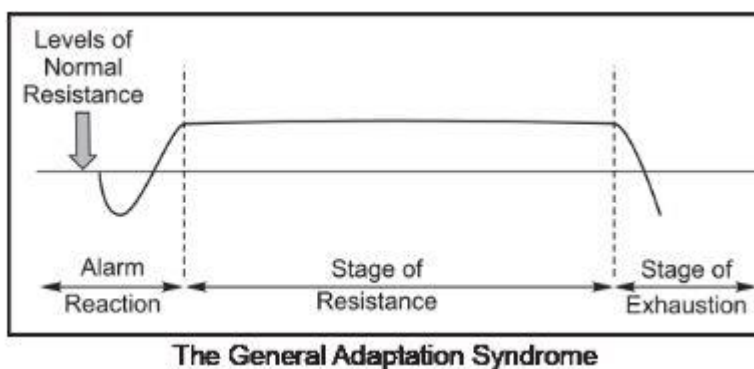 Levels of
Normal
Resistance
Alarm
Reaction
Stage of
Resistance
Stage of
Exhaustion
The General Adaptation Syndrome